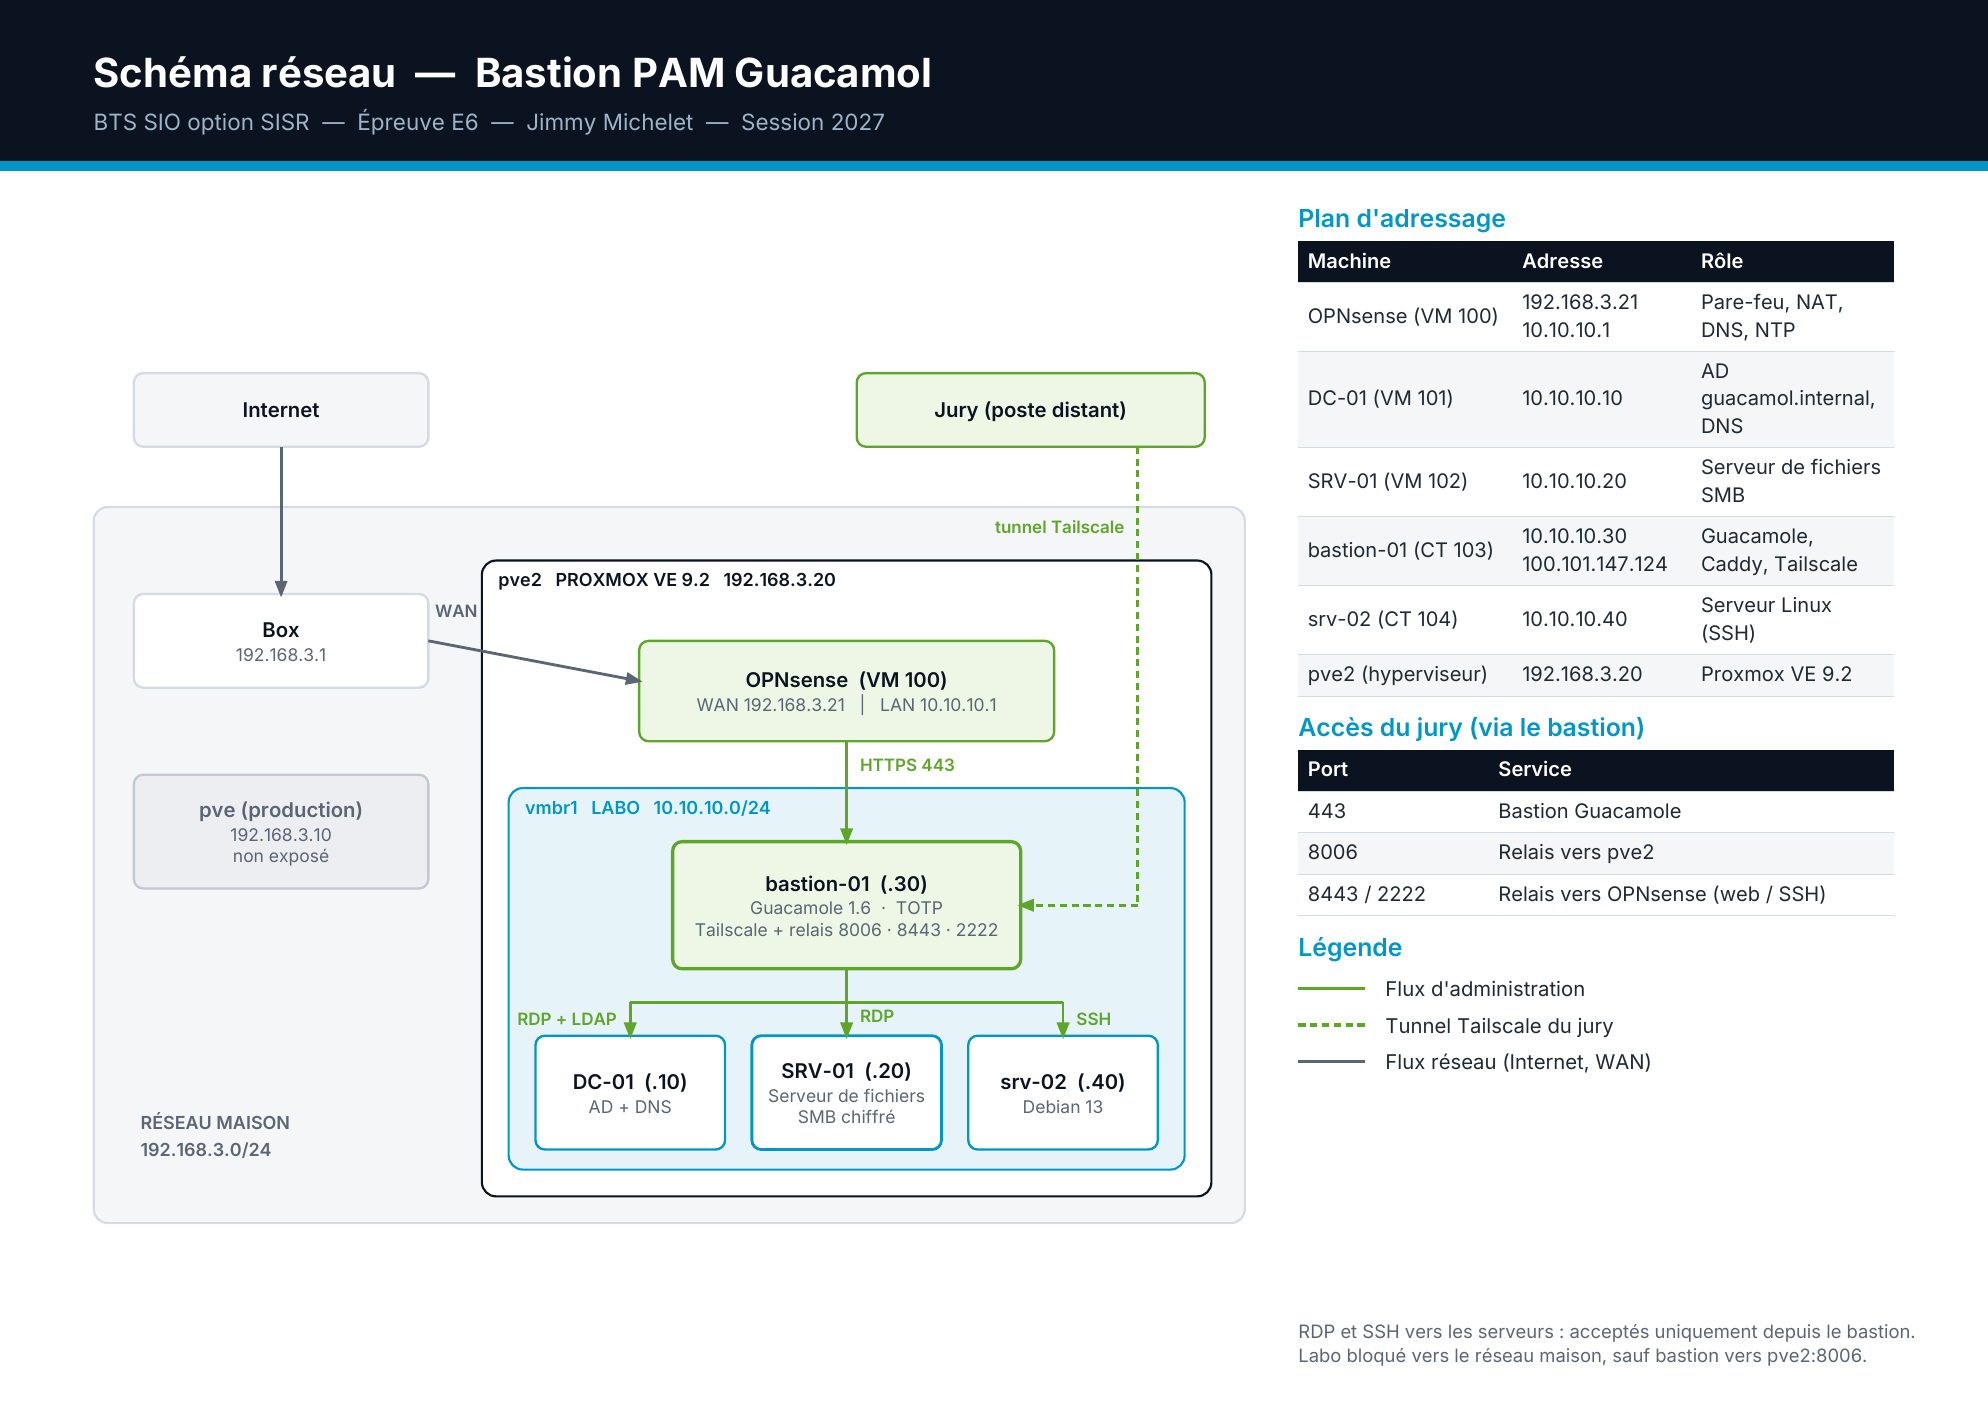 Schéma réseau — Bastion PAM Guacamol
BTS SIO option SISR — Épreuve E6 — Jimmy Michelet — Session 2027
Internet
Jury (poste distant)
tunnel Tailscale
pve2 PROXMOX VE 9.2 192.168.3.20
WAN
Box
192.168.3.1
OPNsense (VM 100)
WAN 192.168.3.21 | LAN 10.10.10.1
HTTPS 443
pve (production)
192.168.3.10
non exposé
vmbr1 LABO 10.10.10.0/24
bastion-01 (.30)
Guacamole 1.6 · TOTP
Tailscale + relais 8006 · 8443 · 2222
RDP + LDAP
RDP
SSH
DC-01 (.10)
AD + DNS
SRV-01 (.20)
Serveur de fichiers
SMB chiffré
srv-02 (.40)
Debian 13
RÉSEAU MAISON
192.168.3.0/24
Plan d'adressage
Machine Adresse Rôle
OPNsense (VM 100) 192.168.3.21 Pare-feu, NAT,
10.10.10.1 DNS, NTP
DC-01 (VM 101) 10.10.10.10 AD
guacamol.internal,
DNS
SRV-01 (VM 102) 10.10.10.20 Serveur de fichiers
SMB
bastion-01 (CT 103) 10.10.10.30 Guacamole,
100.101.147.124 Caddy, Tailscale
srv-02 (CT 104) 10.10.10.40 Serveur Linux
(SSH)
pve2 (hyperviseur) 192.168.3.20 Proxmox VE 9.2
Accès du jury (via le bastion)
Port Service
443 Bastion Guacamole
8006 Relais vers pve2
8443 / 2222 Relais vers OPNsense (web / SSH)
Légende
Flux d'administration
Tunnel Tailscale du jury
Flux réseau (Internet, WAN)
RDP et SSH vers les serveurs : acceptés uniquement depuis le bastion.
Labo bloqué vers le réseau maison, sauf bastion vers pve2:8006.